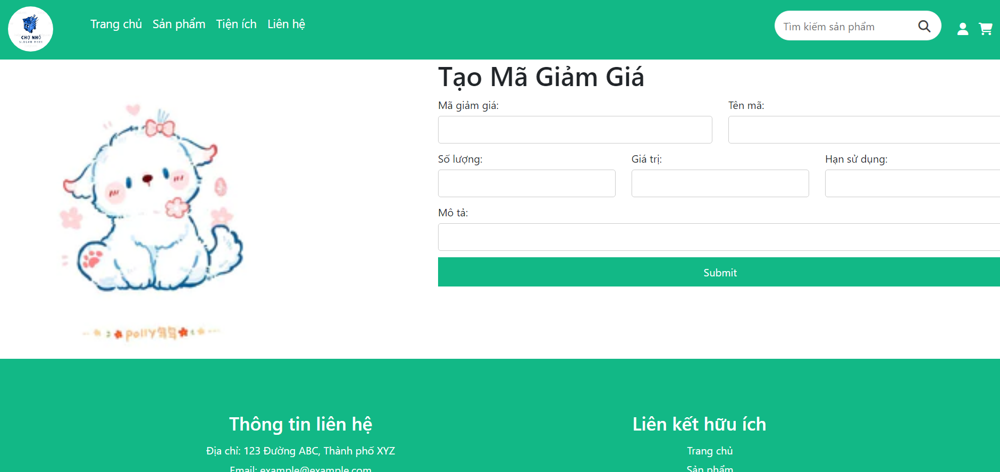 CHỢ NHỎ
SLOGAN HERE
Trang chủ Sản phẩm Tiện ích Liên hệ
Tìm kiếm sản phẩm
Tạo Mã Giảm Giá
Mã giảm giá: Tên mã:
Số lượng: Giá trị: Hạn sử dụng:
Mô tả:
Submit
polly
Thông tin liên hệ Liên kết hữu ích
Địa chỉ: 123 Đường ABC, Thành phố XYZ Trang chủ
Email: example@example.com Sản phẩm